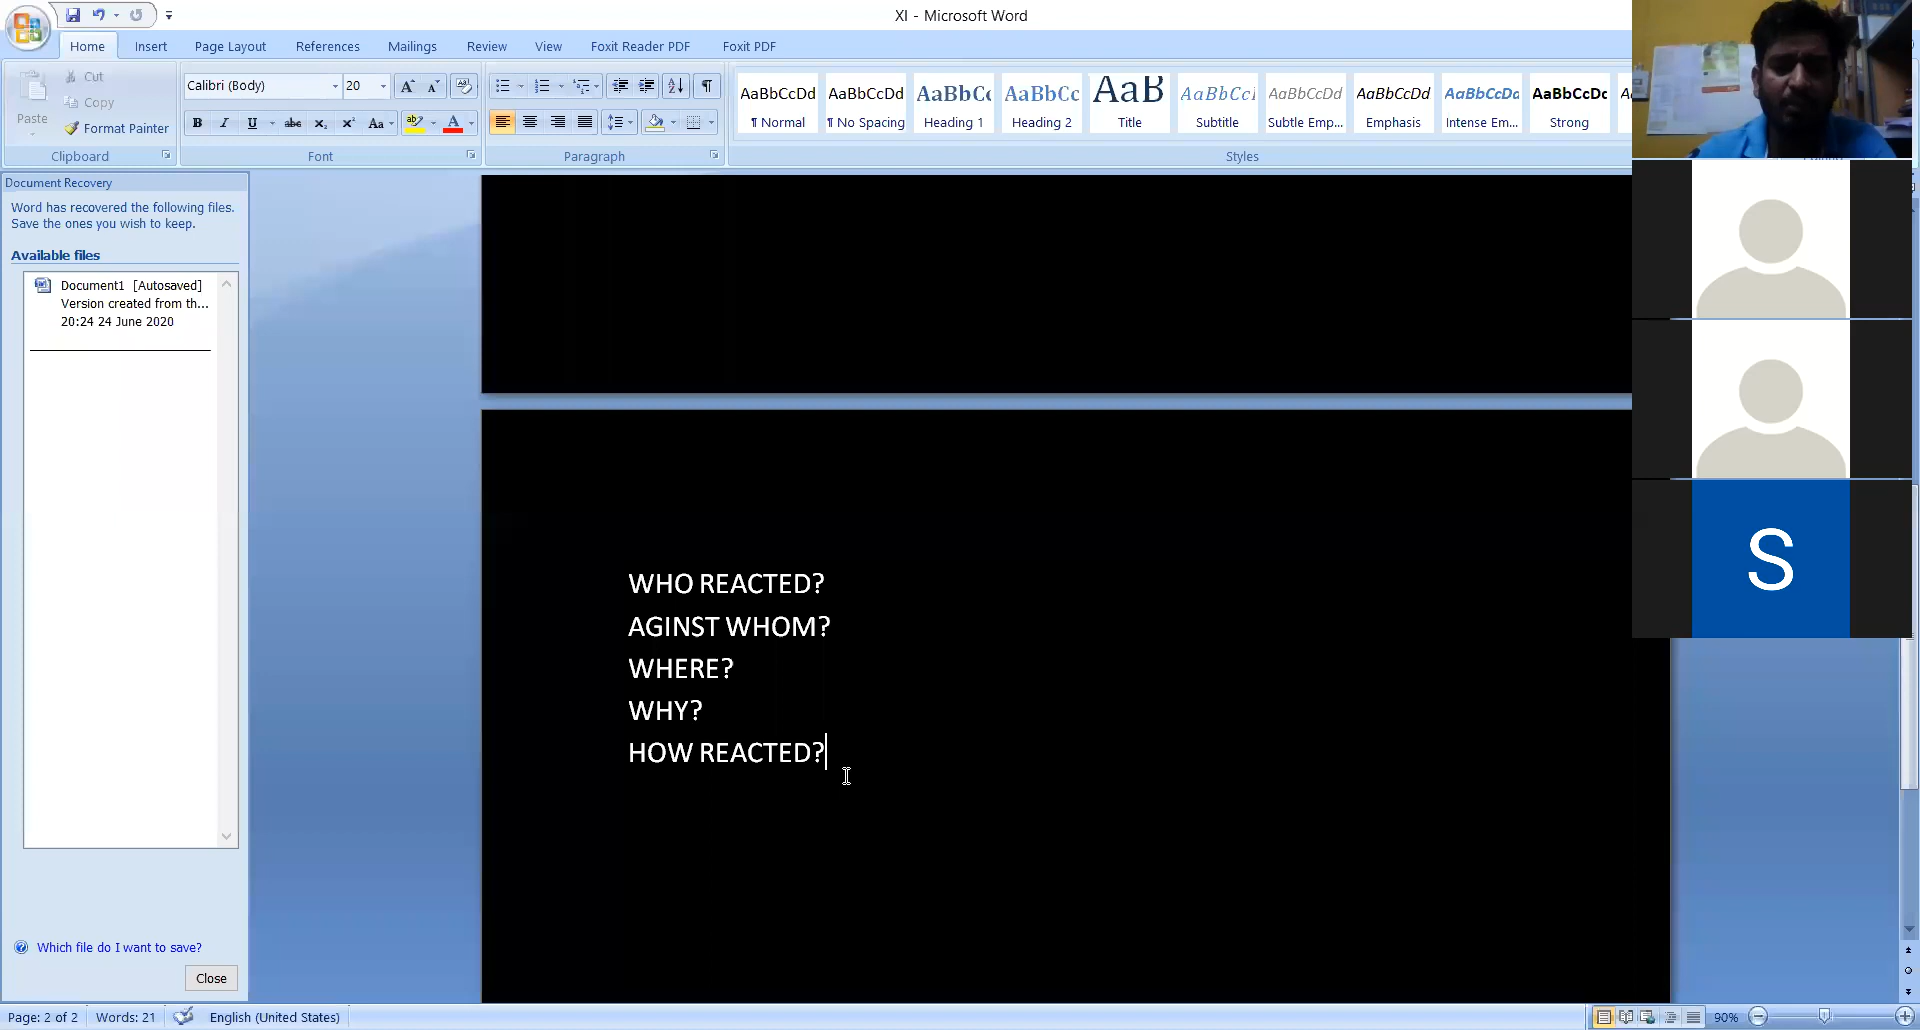 XI - Microsoft Word
Home Insert Page Layout References Mailings Review View Foxit Reader PDF Foxit PDF
Paste
Cut
Copy
Format Painter
Clipboard
Calibri (Body) 20
Font
Paragraph
AaBbCcDd AaBbCcDd AaBbCc AaBbCc AaB AaBbCcI AaBbCcDd AaBbCcDd AaBbCcDd AaBbCcDc
¶ Normal ¶ No Spacing Heading 1 Heading 2 Title Subtitle Subtle Emp... Emphasis Intense Em... Strong
Styles
Document Recovery
Word has recovered the following files.
Save the ones you wish to keep.
Available files
Document1 [Autosaved]
Version created from th...
20:24 24 June 2020
Which file do I want to save?
Close
WHO REACTED?
AGINST WHOM?
WHERE?
WHY?
HOW REACTED?
S
Page: 2 of 2 Words: 21 English (United States) 90%